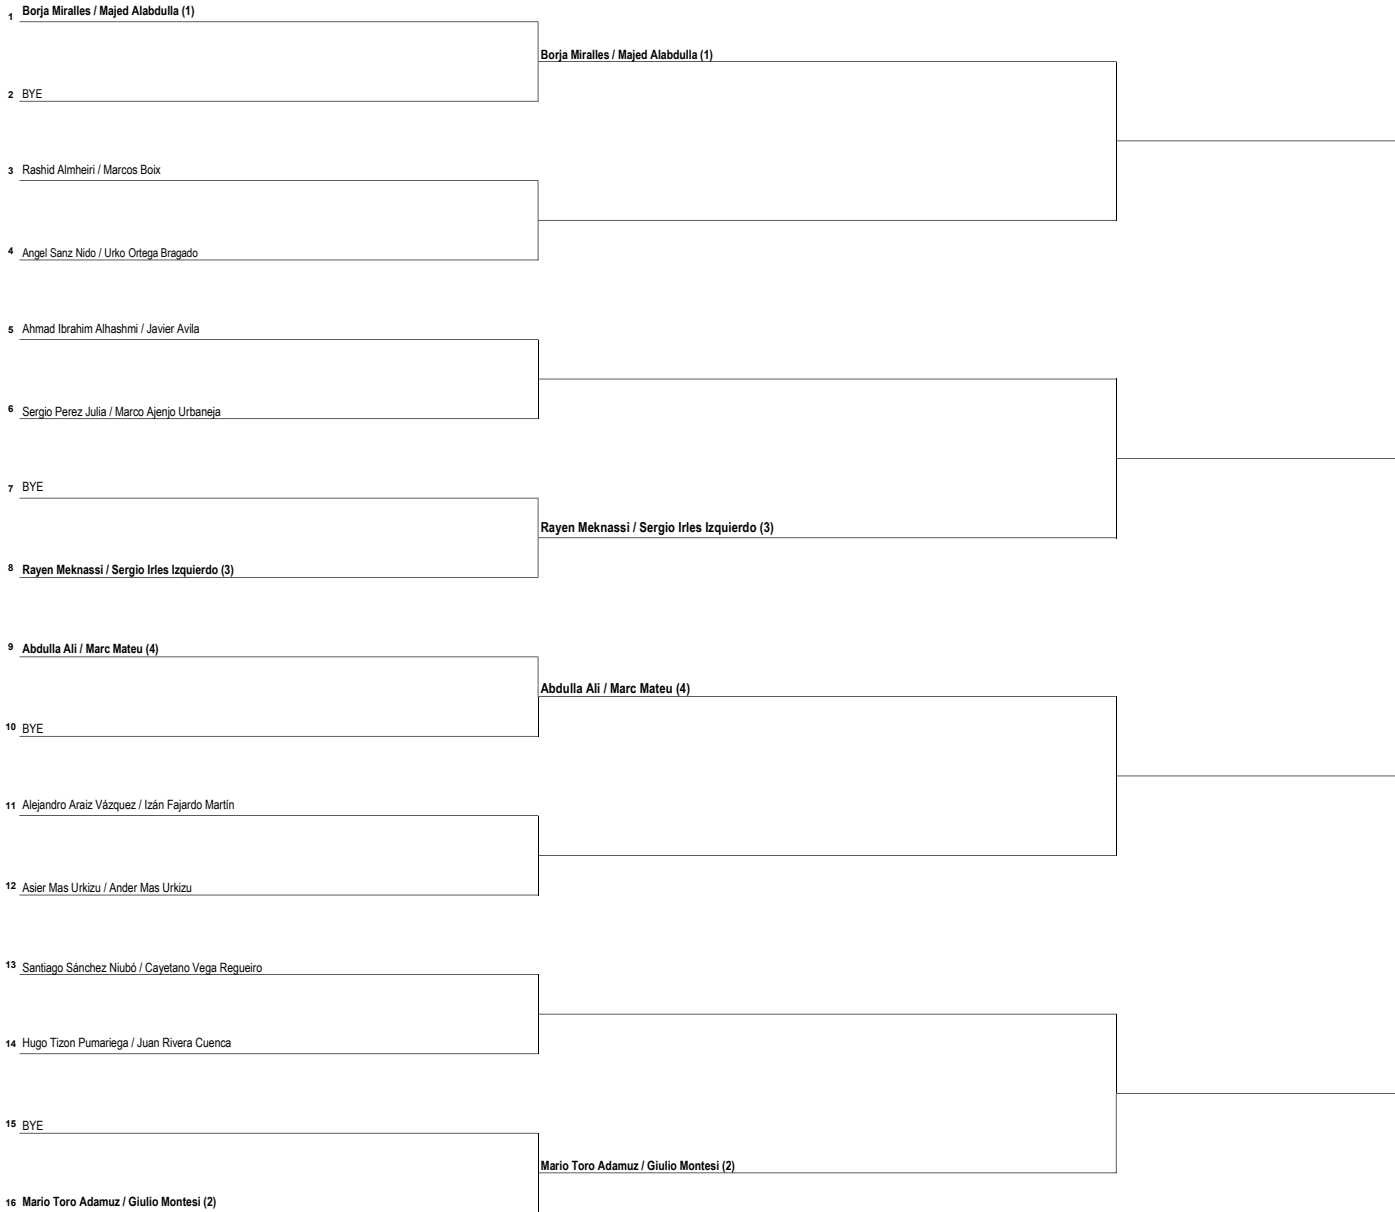 1 Borja Miralles / Majed Alabdulla (1)
Borja Miralles / Majed Alabdulla (1)
2 BYE
3 Rashid Almheiri / Marcos Boix
4 Angel Sanz Nido / Urko Ortega Bragado
5 Ahmad Ibrahim Alhashmi / Javier Avila
6 Sergio Perez Julia / Marco Ajenjo Urbaneja
7 BYE
Rayen Meknassi / Sergio Irles Izquierdo (3)
8 Rayen Meknassi / Sergio Irles Izquierdo (3)
9 Abdulla Ali / Marc Mateu (4)
Abdulla Ali / Marc Mateu (4)
10 BYE
11 Alejandro Araiz Vázquez / Izán Fajardo Martín
12 Asier Mas Urkizu / Ander Mas Urkizu
13 Santiago Sánchez Niubó / Cayetano Vega Regueiro
14 Hugo Tizon Pumariega / Juan Rivera Cuenca
15 BYE
Mario Toro Adamuz / Giulio Montesi (2)
16 Mario Toro Adamuz / Giulio Montesi (2)